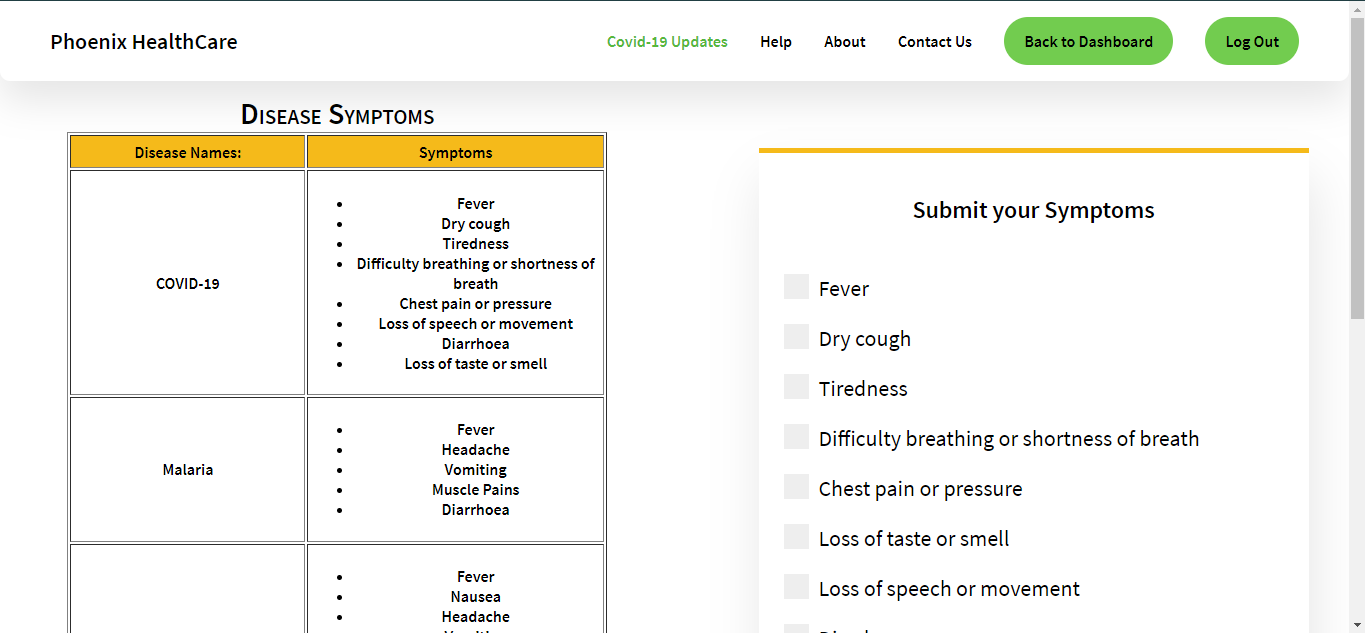 Phoenix HealthCare
Covid-19 Updates
Help
About
Contact Us
Back to Dashboard
Log Out
Disease Symptoms
Disease Names:
Symptoms
COVID-19
Fever
Dry cough
Tiredness
Difficulty breathing or shortness of
breath
Chest pain or pressure
Loss of speech or movement
Diarrhoea
Loss of taste or smell
Malaria
Fever
Headache
Vomiting
Muscle Pains
Diarrhoea
Fever
Nausea
Headache
Submit your Symptoms
Fever
Dry cough
Tiredness
Difficulty breathing or shortness of breath
Chest pain or pressure
Loss of taste or smell
Loss of speech or movement